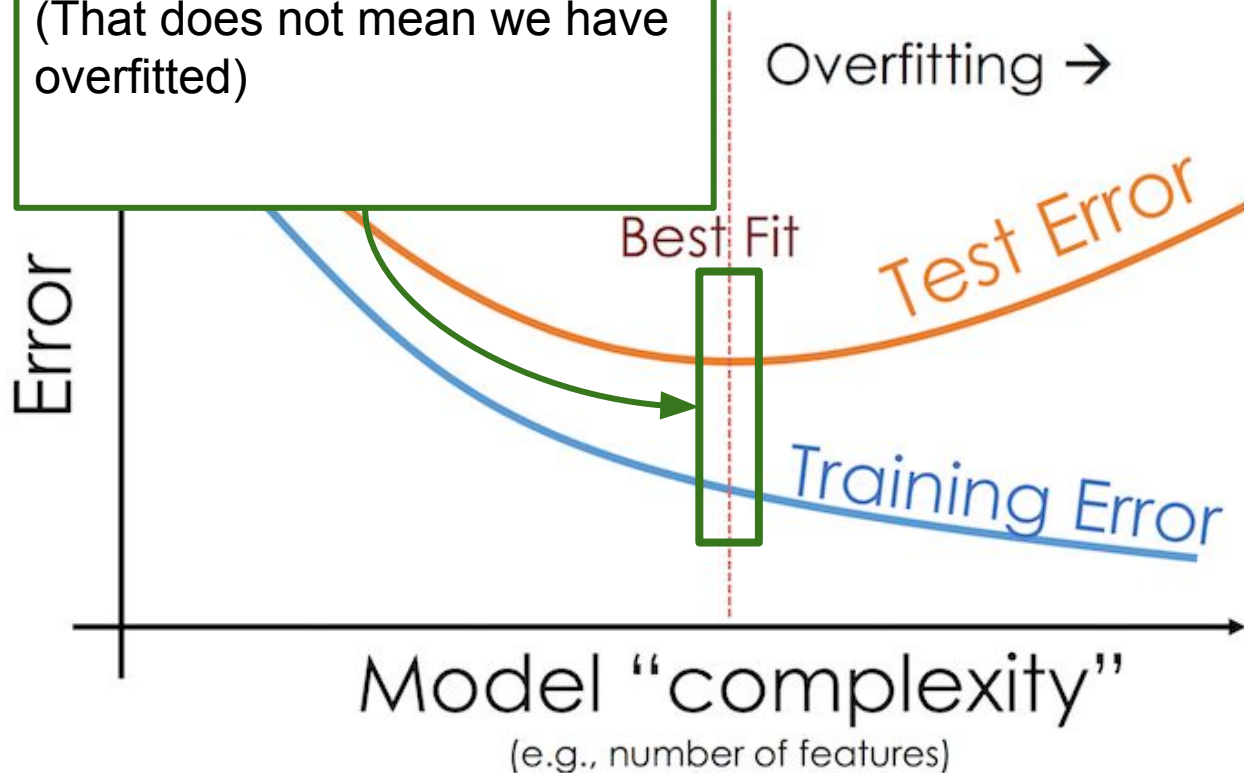 (That does not mean we have
overfitted)
Overfitting →
Best Fit
Test Error
Error
Training Error
Model “complexity”
(e.g., number of features)